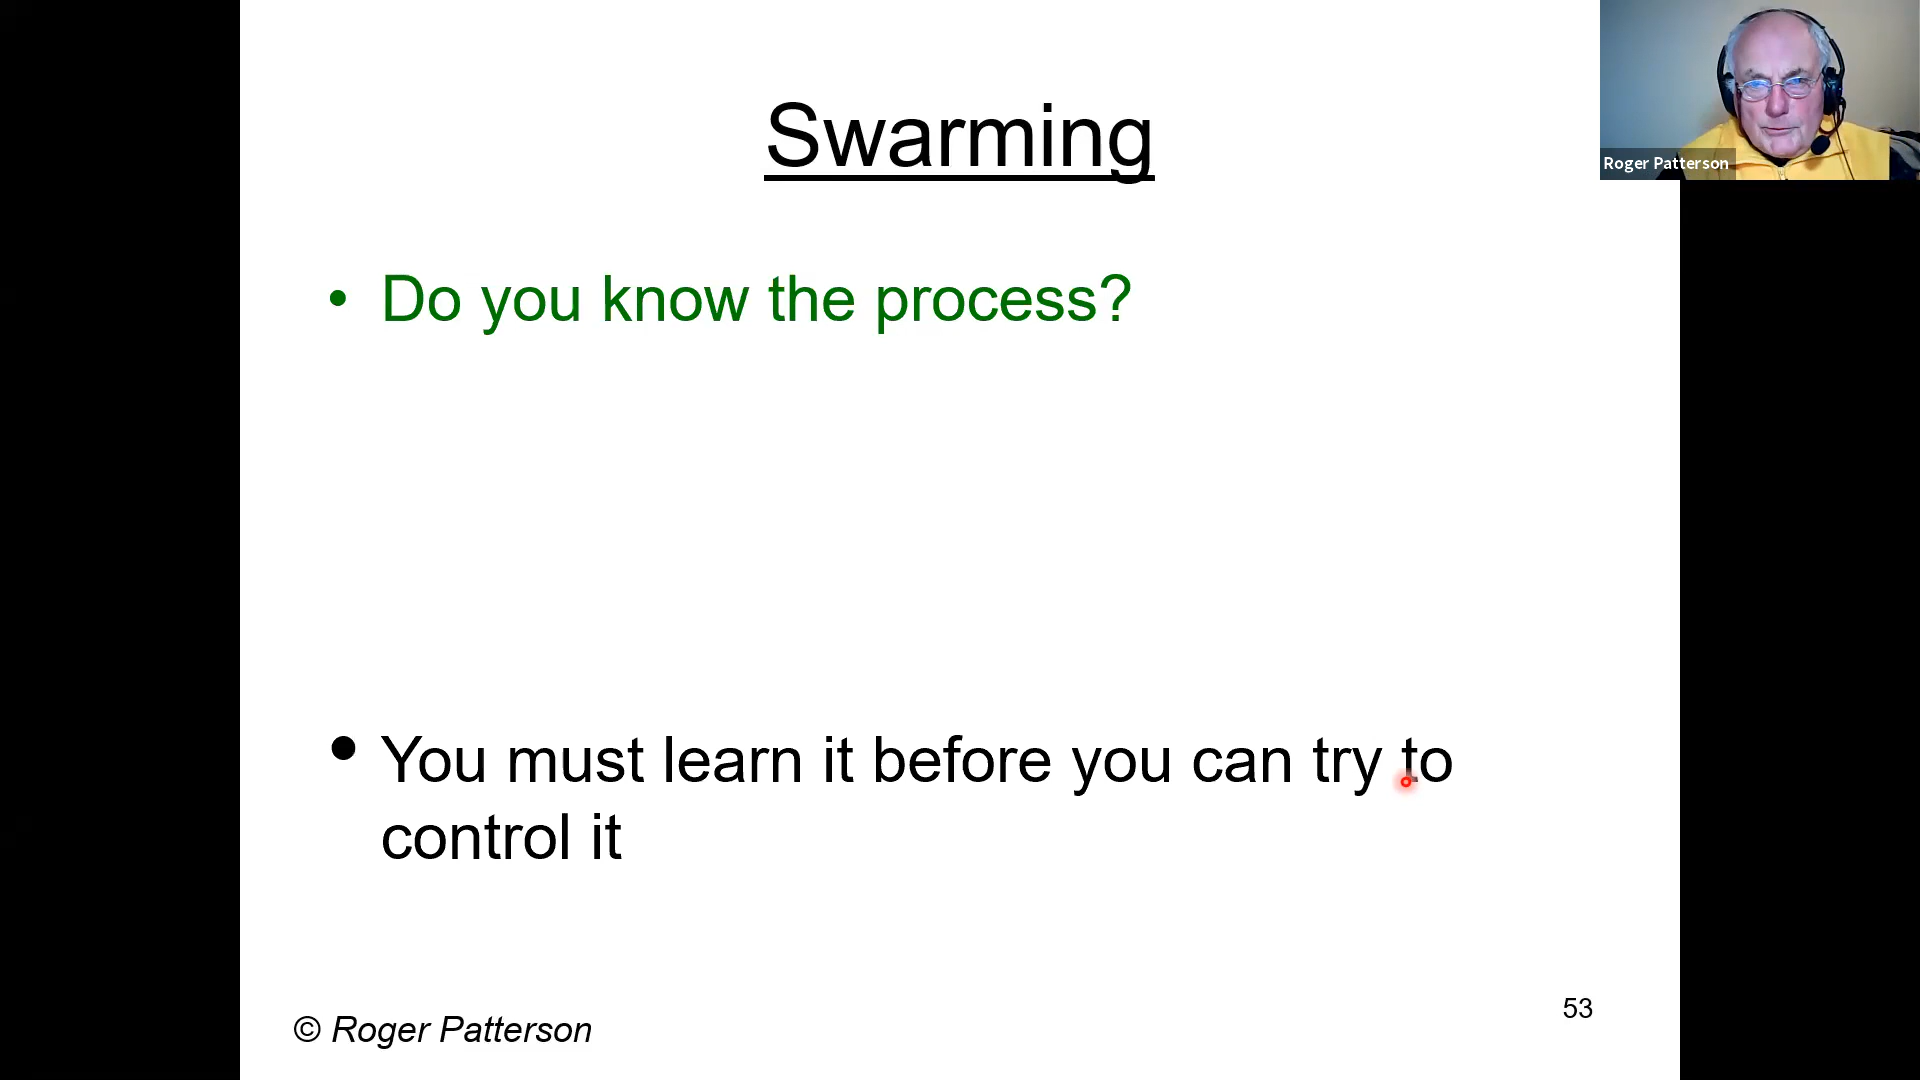 Swarming
Roger Patterson
• Do you know the process?
• You must learn it before you can try to
control it
53
© Roger Patterson